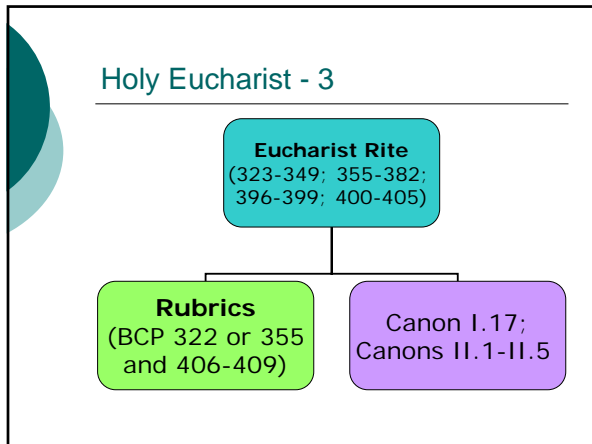 Holy Eucharist - 3
Eucharist Rite
(323-349; 355-382;
396-399; 400-405)
Rubrics
(BCP 322 or 355
and 406-409)
Canon I.17;
Canons II.1-II.5